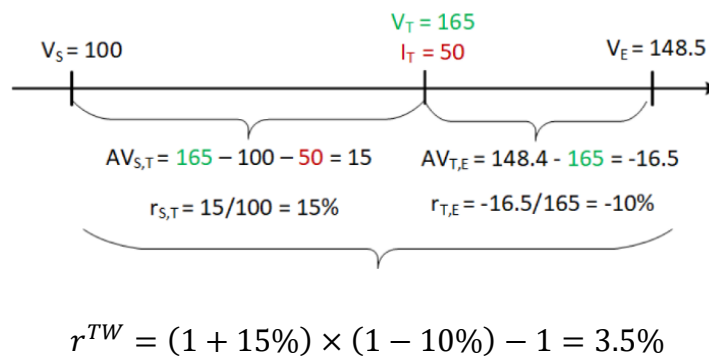 V_T = 165
V_S = 100 I_T = 50 V_E = 148.5
AV_S,T = 165 – 100 – 50 = 15 AV_T,E = 148.4 - 165 = -16.5
r_S,T = 15/100 = 15% r_T,E = -16.5/165 = -10%
r^TW = (1 + 15%) × (1 − 10%) − 1 = 3.5%